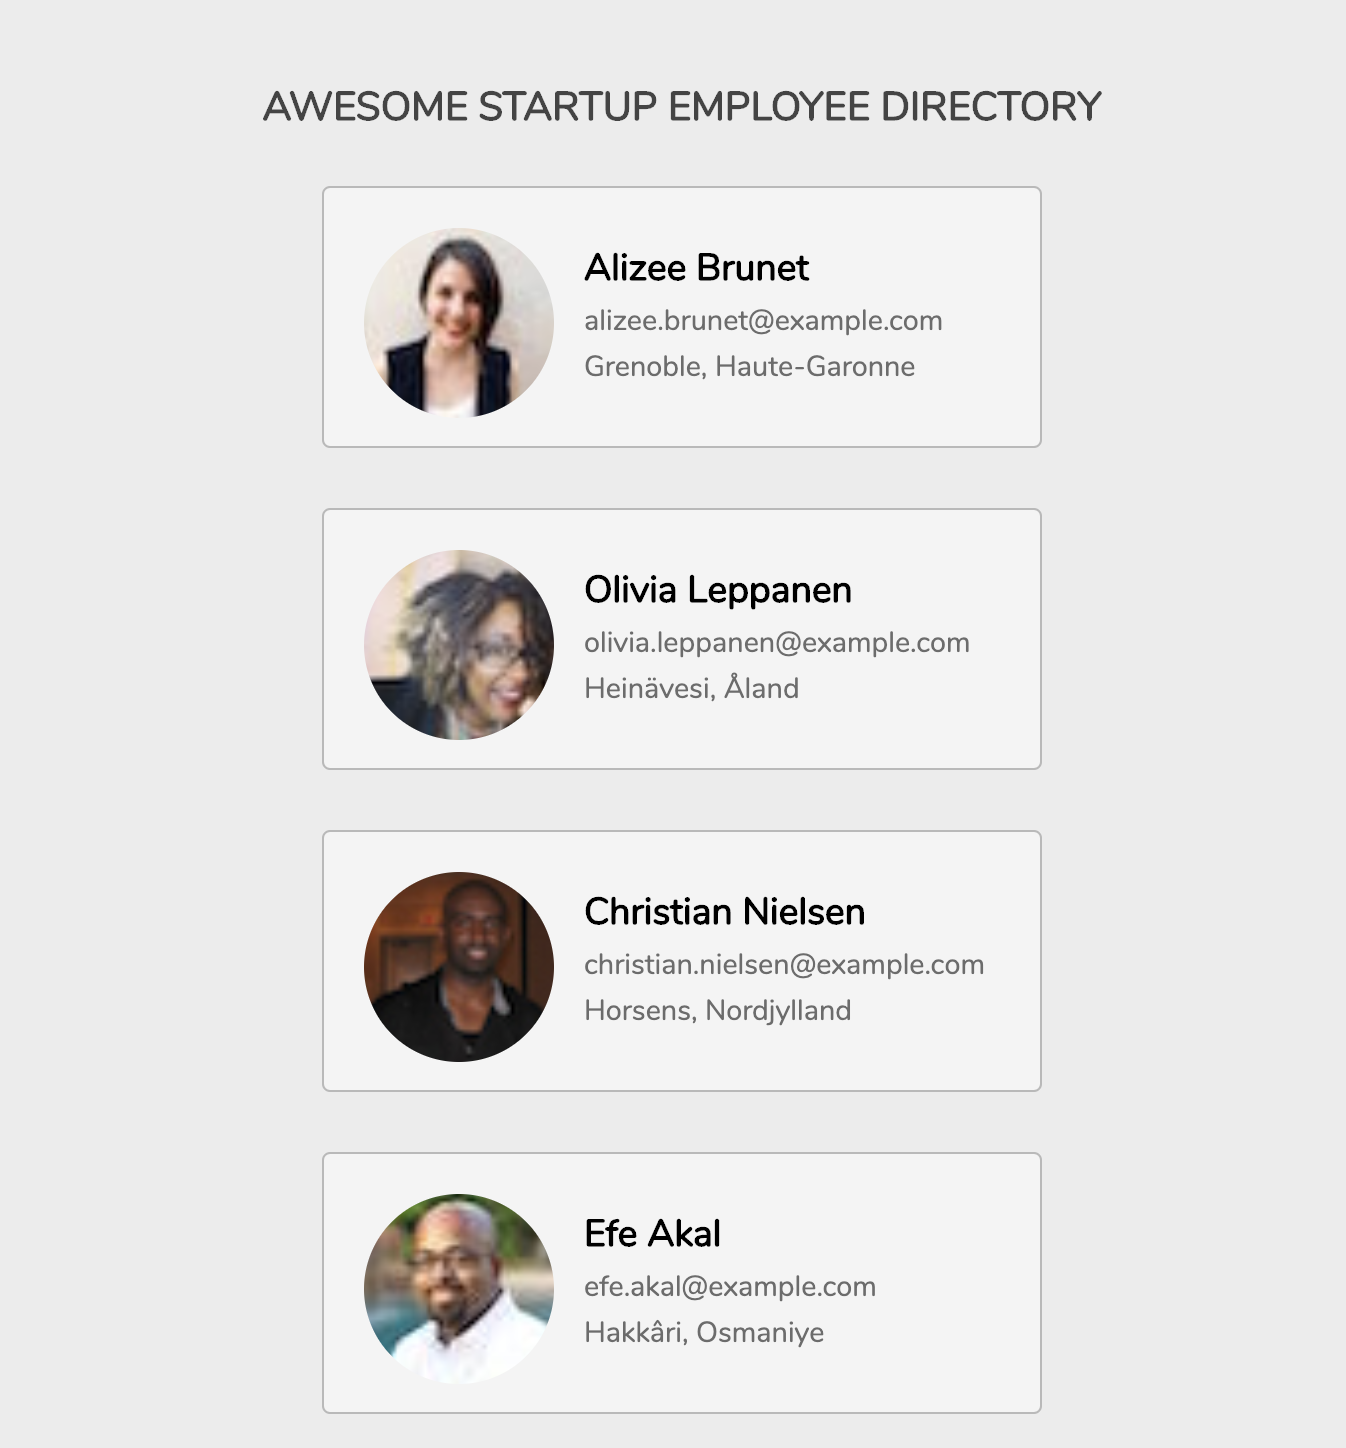 AWESOME STARTUP EMPLOYEE DIRECTORY
Alizee Brunet
alizee.brunet@example.com
Grenoble, Haute-Garonne
Olivia Leppanen
olivia.leppanen@example.com
Heinävesi, Åland
Christian Nielsen
christian.nielsen@example.com
Horsens, Nordjylland
Efe Akal
efe.akal@example.com
Hakkâri, Osmaniye